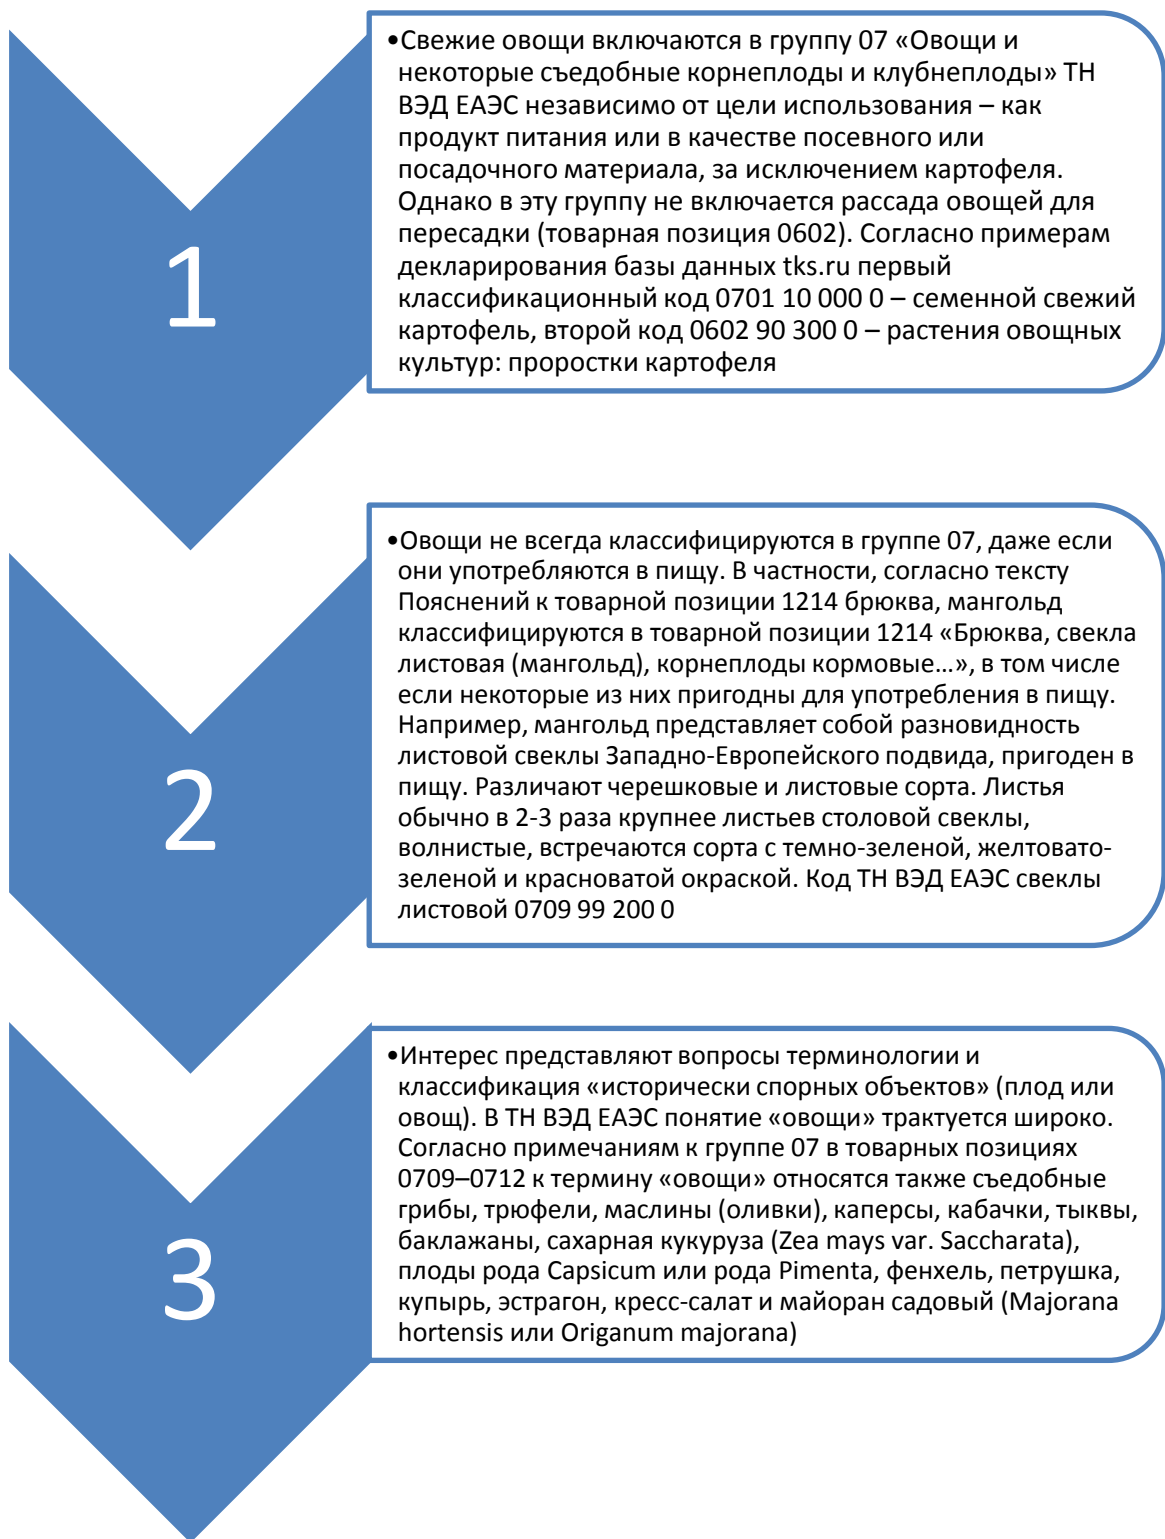 1
•Свежие овощи включаются в группу 07 «Овощи и
некоторые съедобные корнеплоды и клубнеплоды» ТН
ВЭД ЕАЭС независимо от цели использования – как
продукт питания или в качестве посевного или
посадочного материала, за исключением картофеля.
Однако в эту группу не включается рассада овощей для
пересадки (товарная позиция 0602). Согласно примерам
декларирования базы данных tks.ru первый
классификационный код 0701 10 000 0 – семенной свежий
картофель, второй код 0602 90 300 0 – растения овощных
культур: проростки картофеля
2
•Овощи не всегда классифицируются в группе 07, даже если
они употребляются в пищу. В частности, согласно тексту
Пояснений к товарной позиции 1214 брюква, мангольд
классифицируются в товарной позиции 1214 «Брюква, свекла
листовая (мангольд), корнеплоды кормовые…», в том числе
если некоторые из них пригодны для употребления в пищу.
Например, мангольд представляет собой разновидность
листовой свеклы Западно-Европейского подвида, пригоден в
пищу. Различают черешковые и листовые сорта. Листья
обычно в 2-3 раза крупнее листьев столовой свеклы,
волнистые, встречаются сорта с темно-зеленой, желтовато-
зеленой и красноватой окраской. Код ТН ВЭД ЕАЭС свеклы
листовой 0709 99 200 0
3
•Интерес представляют вопросы терминологии и
классификация «исторически спорных объектов» (плод или
овощ). В ТН ВЭД ЕАЭС понятие «овощи» трактуется широко.
Согласно примечаниям к группе 07 в товарных позициях
0709–0712 к термину «овощи» относятся также съедобные
грибы, трюфели, маслины (оливки), каперсы, кабачки, тыквы,
баклажаны, сахарная кукуруза (Zea mays var. Saccharata),
плоды рода Capsicum или рода Pimenta, фенхель, петрушка,
купырь, эстрагон, кресс-салат и майоран садовый (Majorana
hortensis или Origanum majorana)